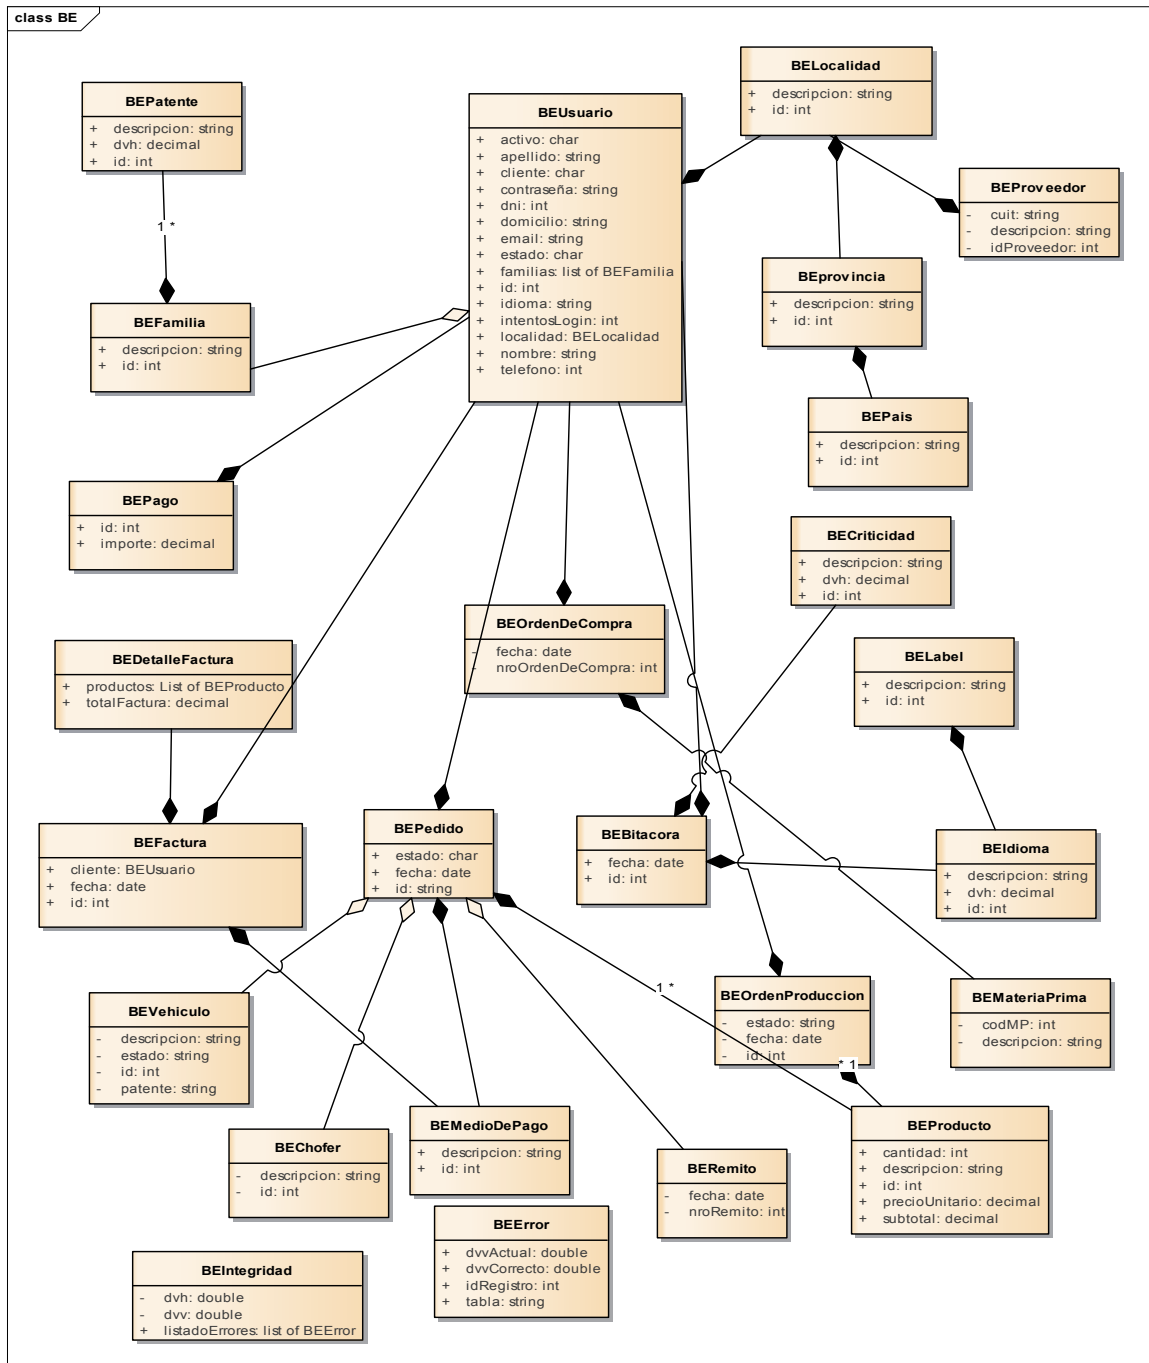 class BE
BEPatente
+ descripcion: string
+ dvh: decimal
+ id: int
BEUsuario
+ activo: char
+ apellido: string
+ cliente: char
+ contraseña: string
+ dni: int
+ domicilio: string
+ email: string
+ estado: char
+ familias: list of BEFamilia
+ id: int
+ idioma: string
+ intentosLogin: int
+ localidad: BELocalidad
+ nombre: string
+ telefono: int
BELocalidad
+ descripcion: string
+ id: int
BEProveedor
- cuit: string
- descripcion: string
- idProveedor: int
1 *
BEprovincia
+ descripcion: string
+ id: int
BEFamilia
+ descripcion: string
+ id: int
BEPais
+ descripcion: string
+ id: int
BEPago
+ id: int
+ importe: decimal
BECriticidad
+ descripcion: string
+ dvh: decimal
+ id: int
BEOrdenDeCompra
- fecha: date
- nroOrdenDeCompra: int
BEDetalleFactura
+ productos: List of BEProducto
+ totalFactura: decimal
BELabel
+ descripcion: string
+ id: int
BEFactura
+ cliente: BEUsuario
+ fecha: date
+ id: int
BEPedido
+ estado: char
+ fecha: date
+ id: string
BEBitacora
+ fecha: date
+ id: int
BEIdioma
+ descripcion: string
+ dvh: decimal
+ id: int
1 *
BEVehiculo
- descripcion: string
- estado: string
- id: int
- patente: string
BEOrdenProduccion
- estado: string
- fecha: date
- id: int
BEMateriaPrima
- codMP: int
- descripcion: string
* 1
BEChofer
- descripcion: string
- id: int
BEMedioDePago
+ descripcion: string
+ id: int
BERemito
- fecha: date
- nroRemito: int
BEProducto
+ cantidad: int
+ descripcion: string
+ id: int
+ precioUnitario: decimal
+ subtotal: decimal
BEError
+ dvvActual: double
+ dvvCorrecto: double
+ idRegistro: int
+ tabla: string
BEIntegridad
- dvh: double
- dvv: double
+ listadoErrores: list of BEError